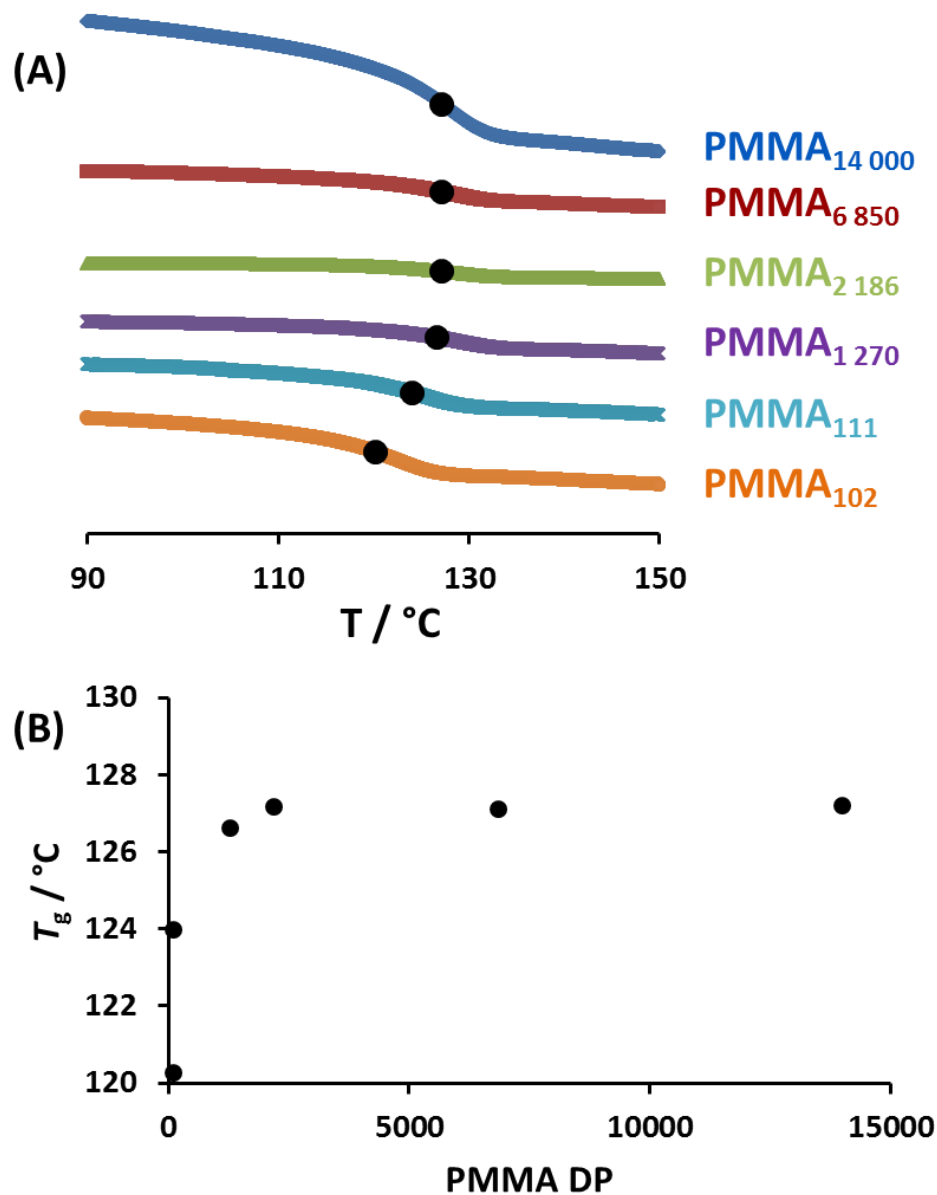 (A)
PMMA14 000
PMMA6 850
PMMA2 186
PMMA1 270
PMMA111
PMMA102
90 110 130 150
T / °C
(B)
130
128
126
124
122
120
Tg / °C
0 5000 10000 15000
PMMA DP